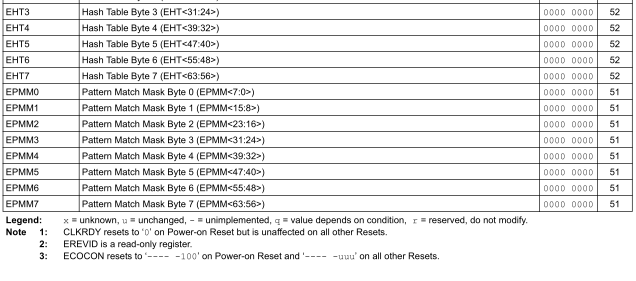 EHT3 Hash Table Byte 3 (EHT<31:24>) 0000 0000 52
EHT4 Hash Table Byte 4 (EHT<39:32>) 0000 0000 52
EHT5 Hash Table Byte 5 (EHT<47:40>) 0000 0000 52
EHT6 Hash Table Byte 6 (EHT<55:48>) 0000 0000 52
EHT7 Hash Table Byte 7 (EHT<63:56>) 0000 0000 52
EPMM0 Pattern Match Mask Byte 0 (EPMM<7:0>) 0000 0000 51
EPMM1 Pattern Match Mask Byte 1 (EPMM<15:8>) 0000 0000 51
EPMM2 Pattern Match Mask Byte 2 (EPMM<23:16>) 0000 0000 51
EPMM3 Pattern Match Mask Byte 3 (EPMM<31:24>) 0000 0000 51
EPMM4 Pattern Match Mask Byte 4 (EPMM<39:32>) 0000 0000 51
EPMM5 Pattern Match Mask Byte 5 (EPMM<47:40>) 0000 0000 51
EPMM6 Pattern Match Mask Byte 6 (EPMM<55:48>) 0000 0000 51
EPMM7 Pattern Match Mask Byte 7 (EPMM<63:56>) 0000 0000 51
Legend: x = unknown, u = unchanged, – = unimplemented, q = value depends on condition, r = reserved, do not modify.
Note 1: CLKRDY resets to '0' on Power-on Reset but is unaffected on all other Resets.
2: EREVID is a read-only register.
3: ECOCON resets to '---- -100' on Power-on Reset and '---- -uuu' on all other Resets.